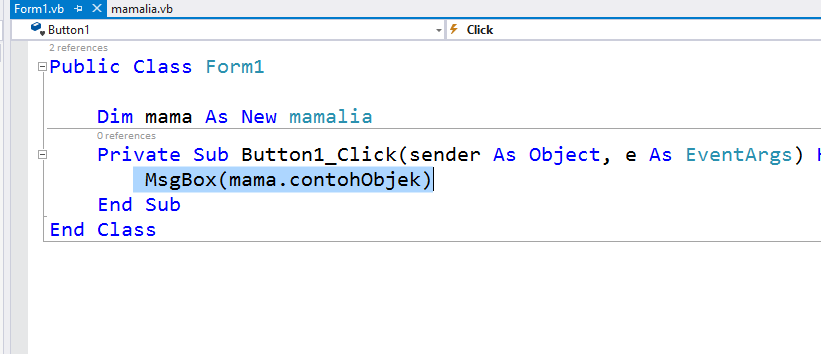 Form1.vb mamalia.vb
Button1 Click
2 references
Public Class Form1
Dim mama As New mamalia
0 references
Private Sub Button1_Click(sender As Object, e As EventArgs) H
MsgBox(mama.contohObjek)
End Sub
End Class